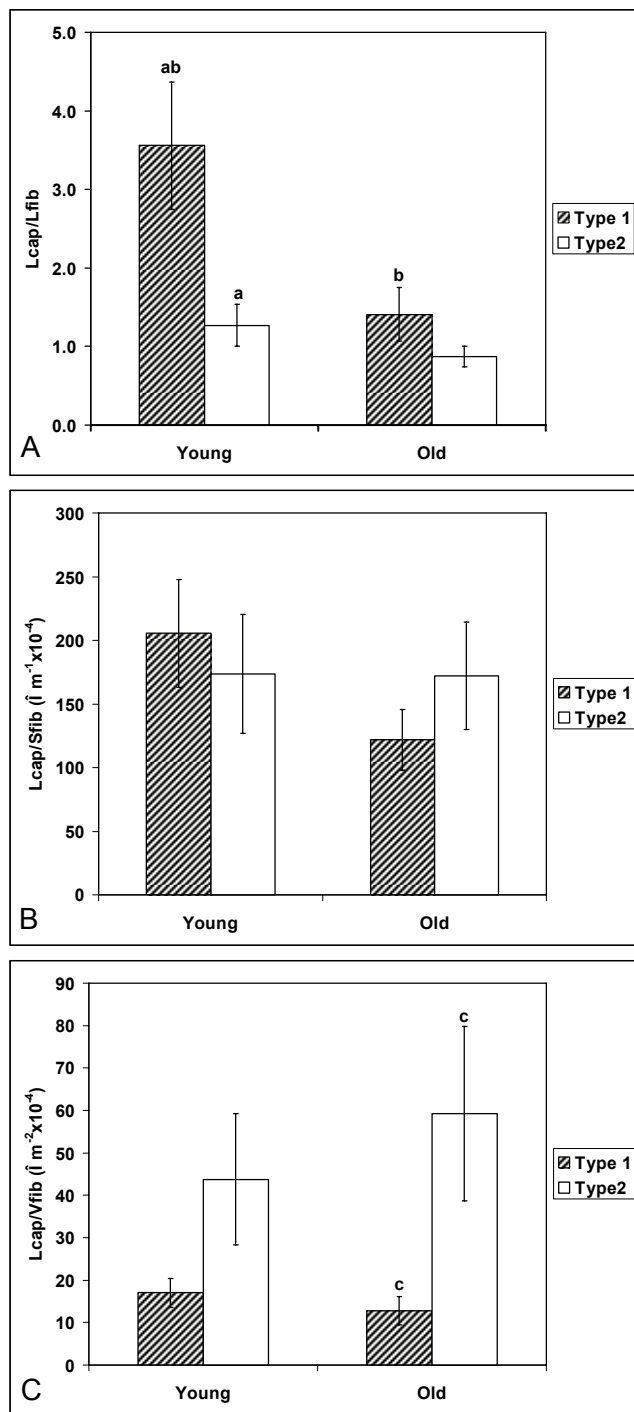 5.0
4.0
3.0
2.0
1.0
0.0
Lcap/Lfib
ab
a
b
Young Old
Type 1
Type2
A
300
250
200
150
100
50
0
Lcap/Sfib (Î m⁻¹x10⁻⁴)
Young Old
Type 1
Type2
B
90
80
70
60
50
40
30
20
10
0
Lcap/Vfib (Î m⁻²x10⁻⁴)
c
c
Young Old
Type 1
Type2
C